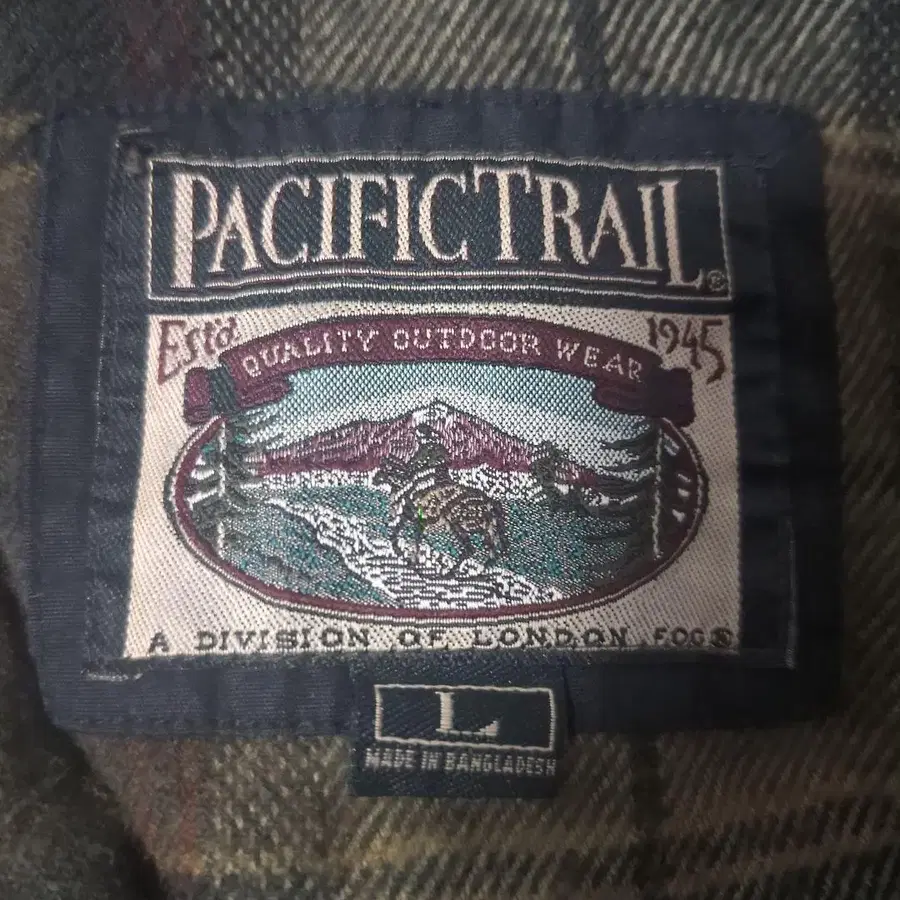 PACIFIC TRAIL®
Est'd 1945
QUALITY OUTDOOR WEAR
A DIVISION OF LONDON FOG®
L
MADE IN BANGLADESH